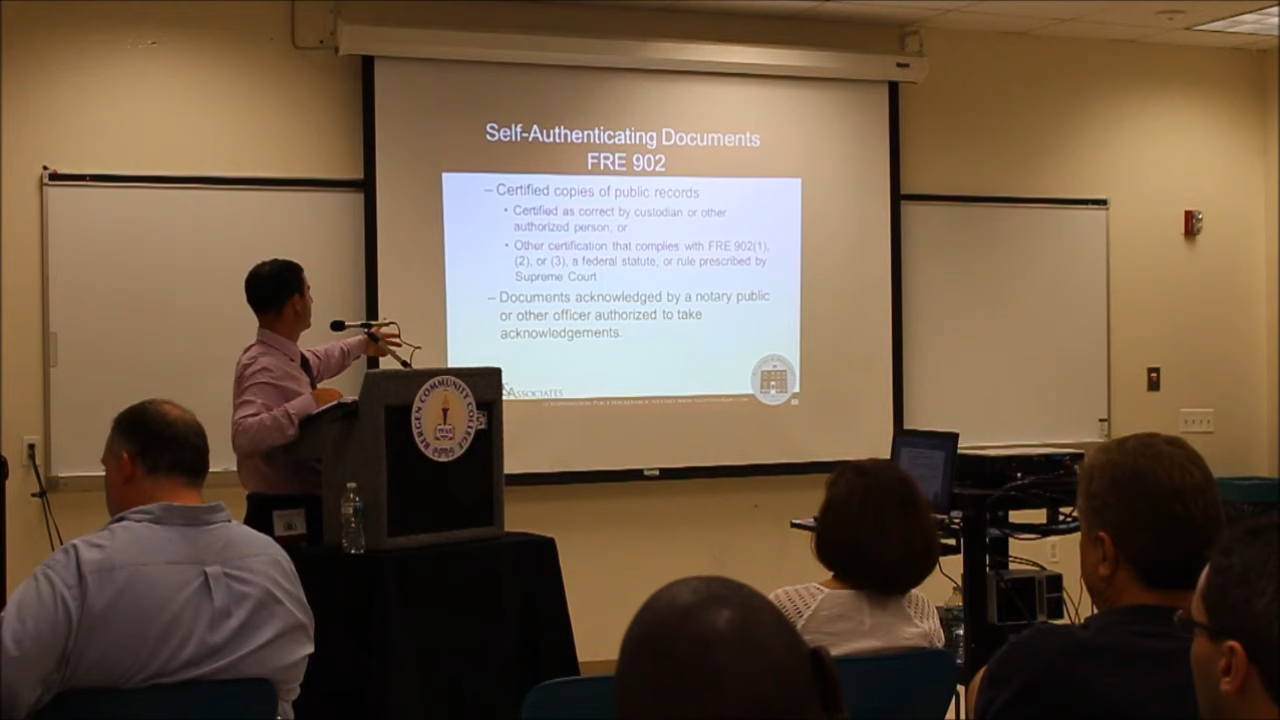 Self-Authenticating Documents
FRE 902
– Certified copies of public records
• Certified as correct by custodian or other
authorized person, or
• Other certification that complies with FRE 902(1),
(2), or (3), a federal statute, or rule prescribed by
Supreme Court
– Documents acknowledged by a notary public
or other officer authorized to take
acknowledgements.
& ASSOCIATES
BERGEN COMMUNITY COLLEGE